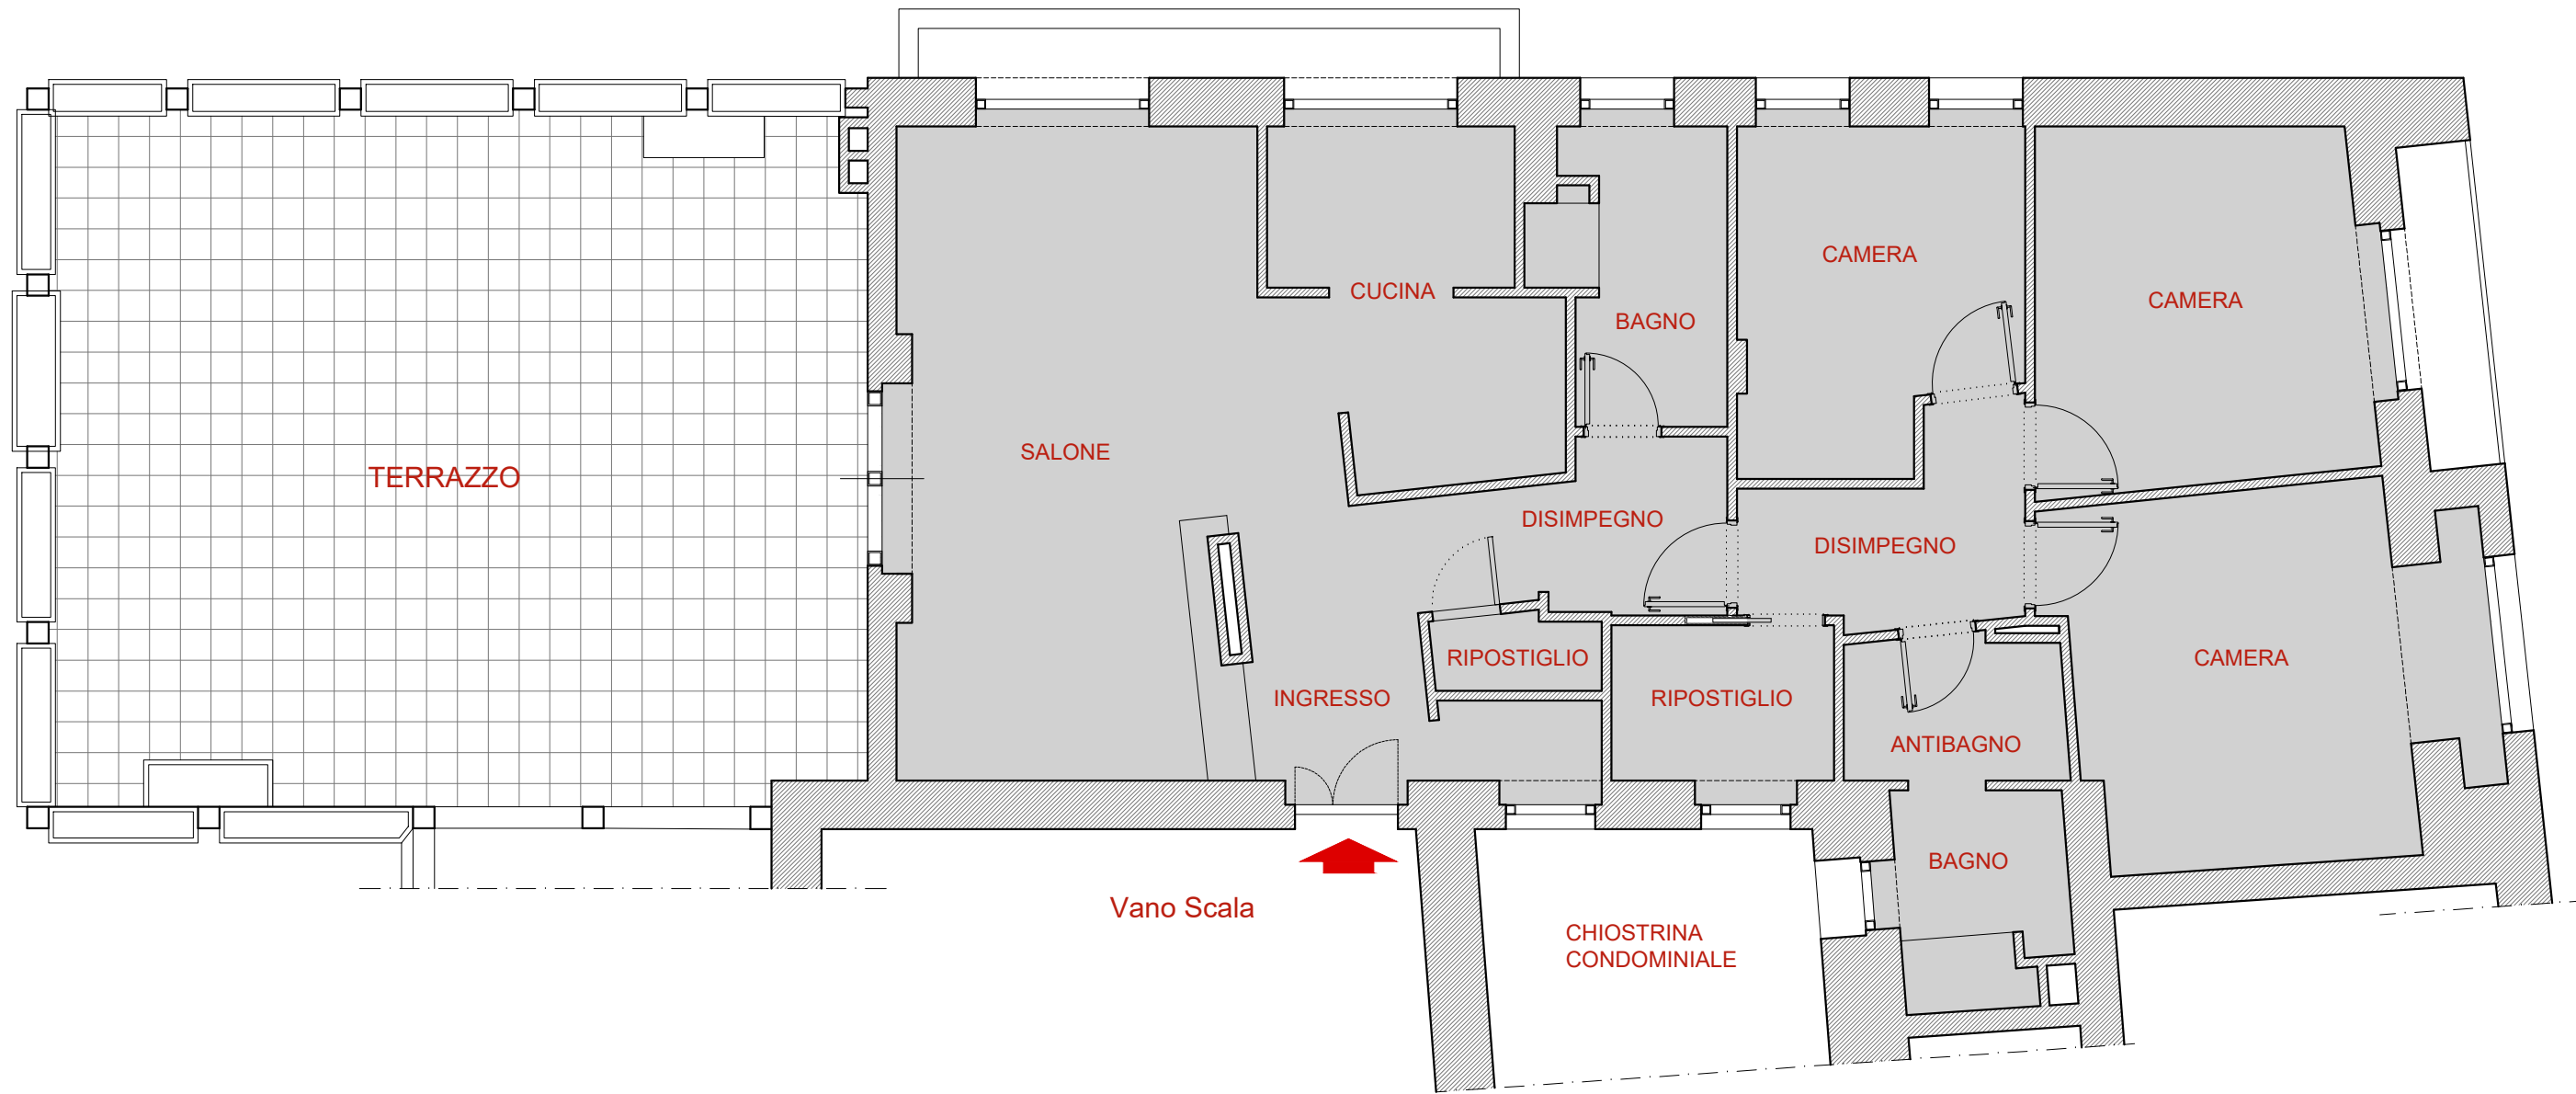 CAMERA
CUCINA
CAMERA
BAGNO
SALONE
TERRAZZO
DISIMPEGNO
DISIMPEGNO
RIPOSTIGLIO
CAMERA
INGRESSO
RIPOSTIGLIO
ANTIBAGNO
BAGNO
Vano Scala
CHIOSTRINA
CONDOMINIALE